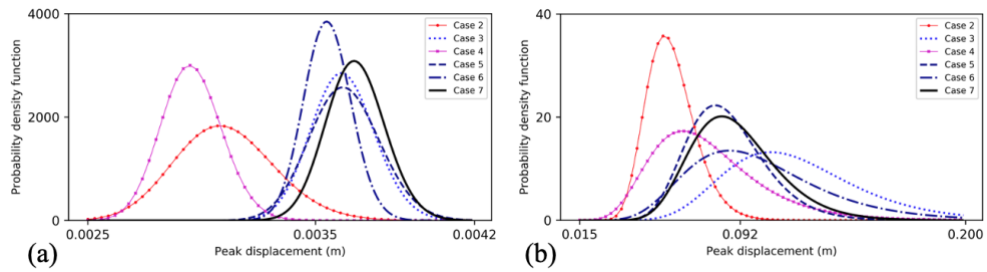 4000
2000
0
Probability density function
Case 2
Case 3
Case 4
Case 5
Case 6
Case 7
0.0025
0.0035
0.0042
Peak displacement (m)
(a)
40
20
0
Probability density function
Case 2
Case 3
Case 4
Case 5
Case 6
Case 7
0.015
0.092
0.200
Peak displacement (m)
(b)